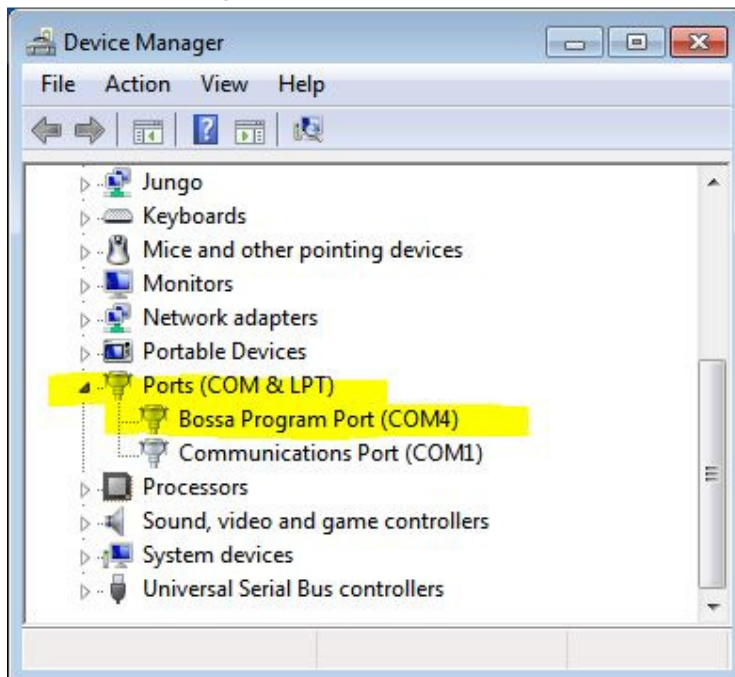 Device Manager
File Action View Help
Jungo
Keyboards
Mice and other pointing devices
Monitors
Network adapters
Portable Devices
Ports (COM & LPT)
Bossa Program Port (COM4)
Communications Port (COM1)
Processors
Sound, video and game controllers
System devices
Universal Serial Bus controllers